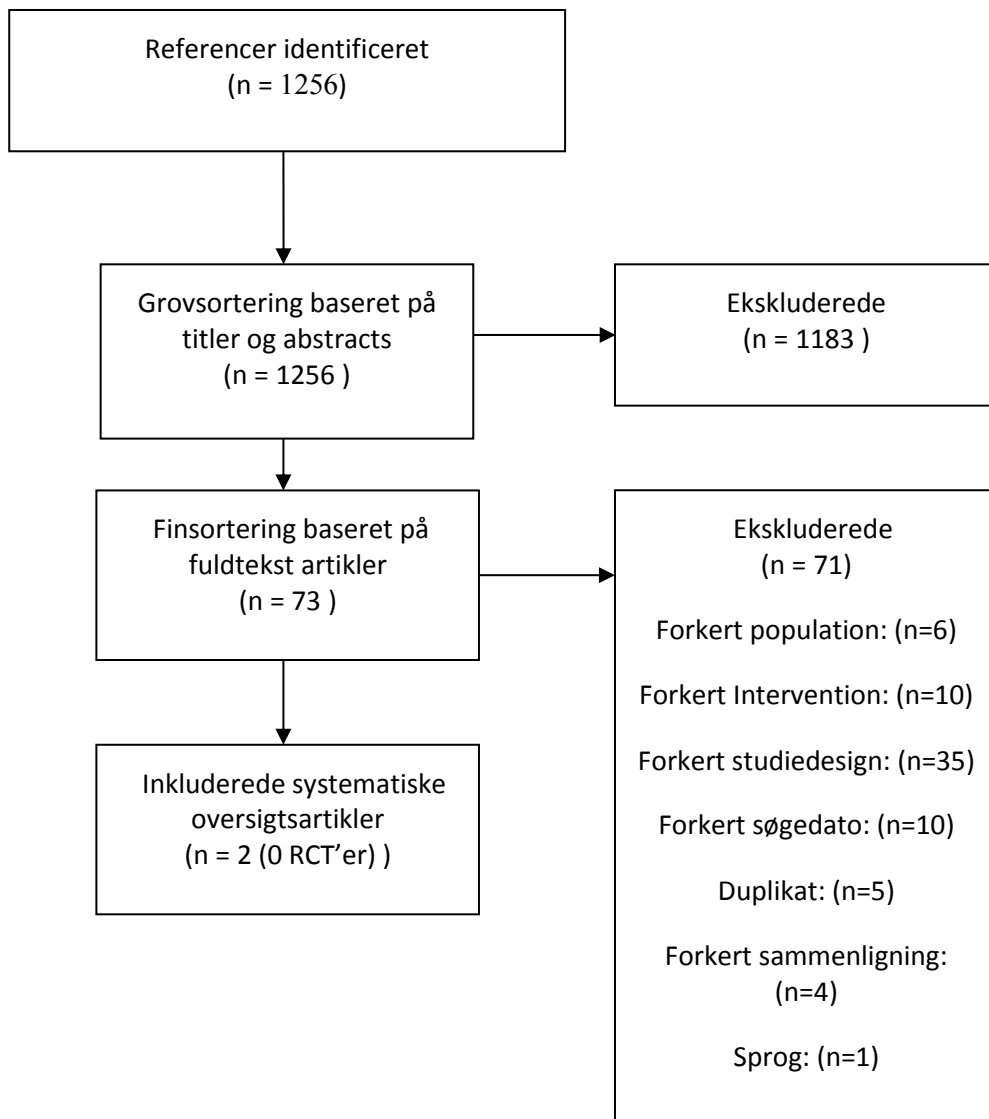 Referencer identificeret
(n = 1256)
Grovsortering baseret på
titler og abstracts
(n = 1256 )
Ekskluderede
(n = 1183 )
Finsortering baseret på
fuldtekst artikler
(n = 73 )
Ekskluderede
(n = 71)
Forkert population: (n=6)
Forkert Intervention: (n=10)
Forkert studiedesign: (n=35)
Forkert søgedato: (n=10)
Duplikat: (n=5)
Forkert sammenligning:
(n=4)
Sprog: (n=1)
Inkluderede systematiske
oversigtsartikler
(n = 2 (0 RCT’er) )